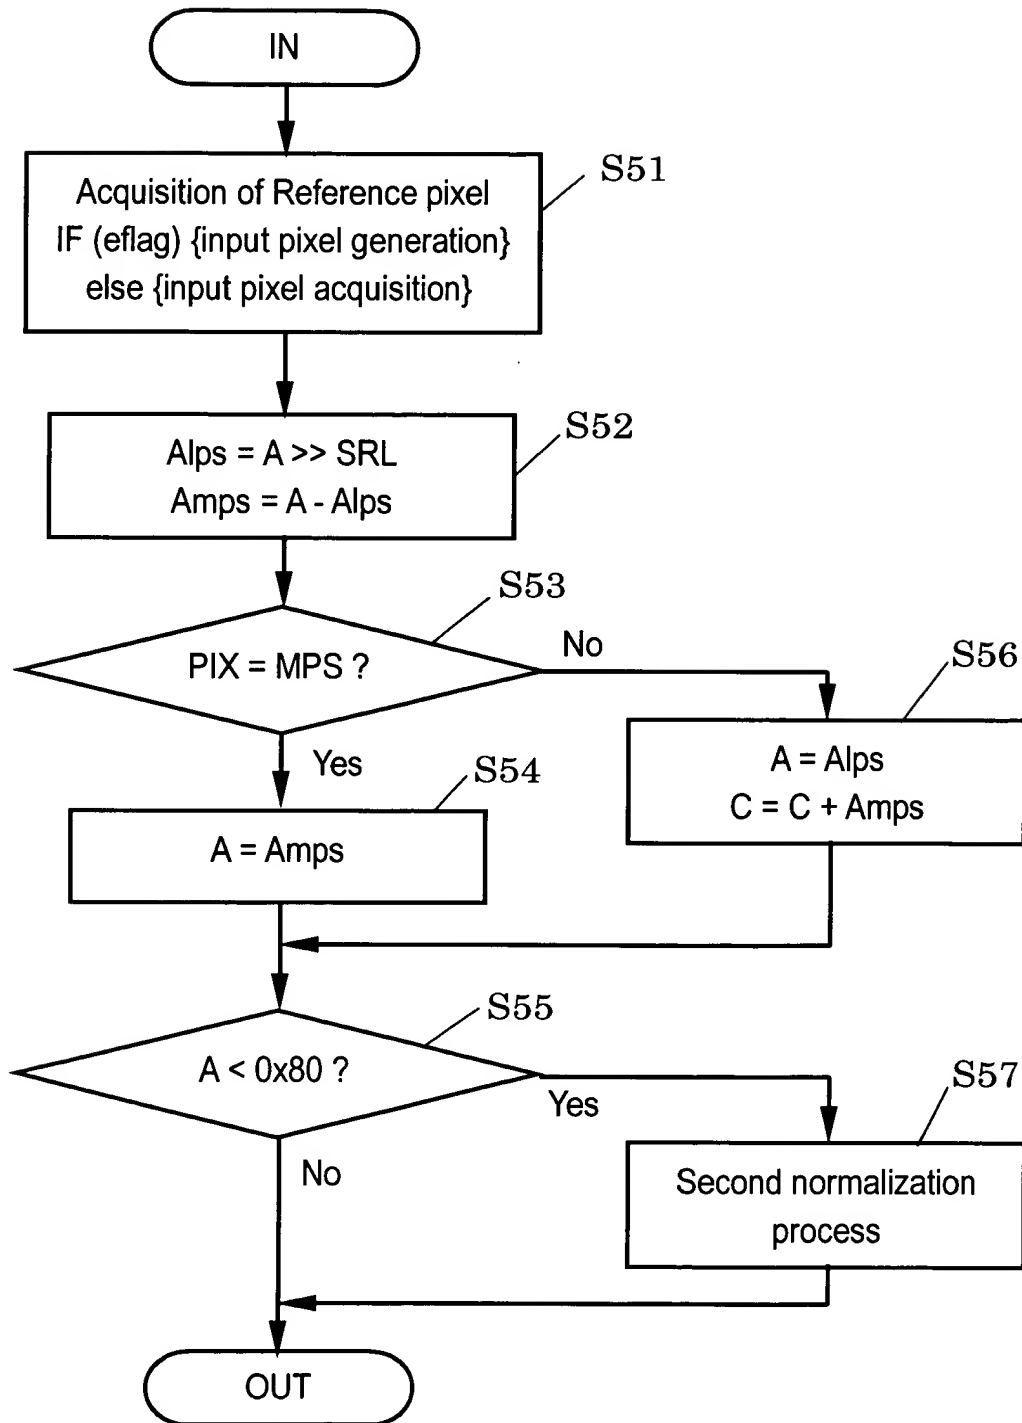 IN
S51
Acquisition of Reference pixel
IF (eflag) {input pixel generation}
else {input pixel acquisition}
S52
Alps = A >> SRL
Amps = A - Alps
S53
PIX = MPS ?
No
S56
Yes
A = Alps
C = C + Amps
S54
A = Amps
S55
A < 0x80 ?
Yes
S57
No
Second normalization
process
OUT